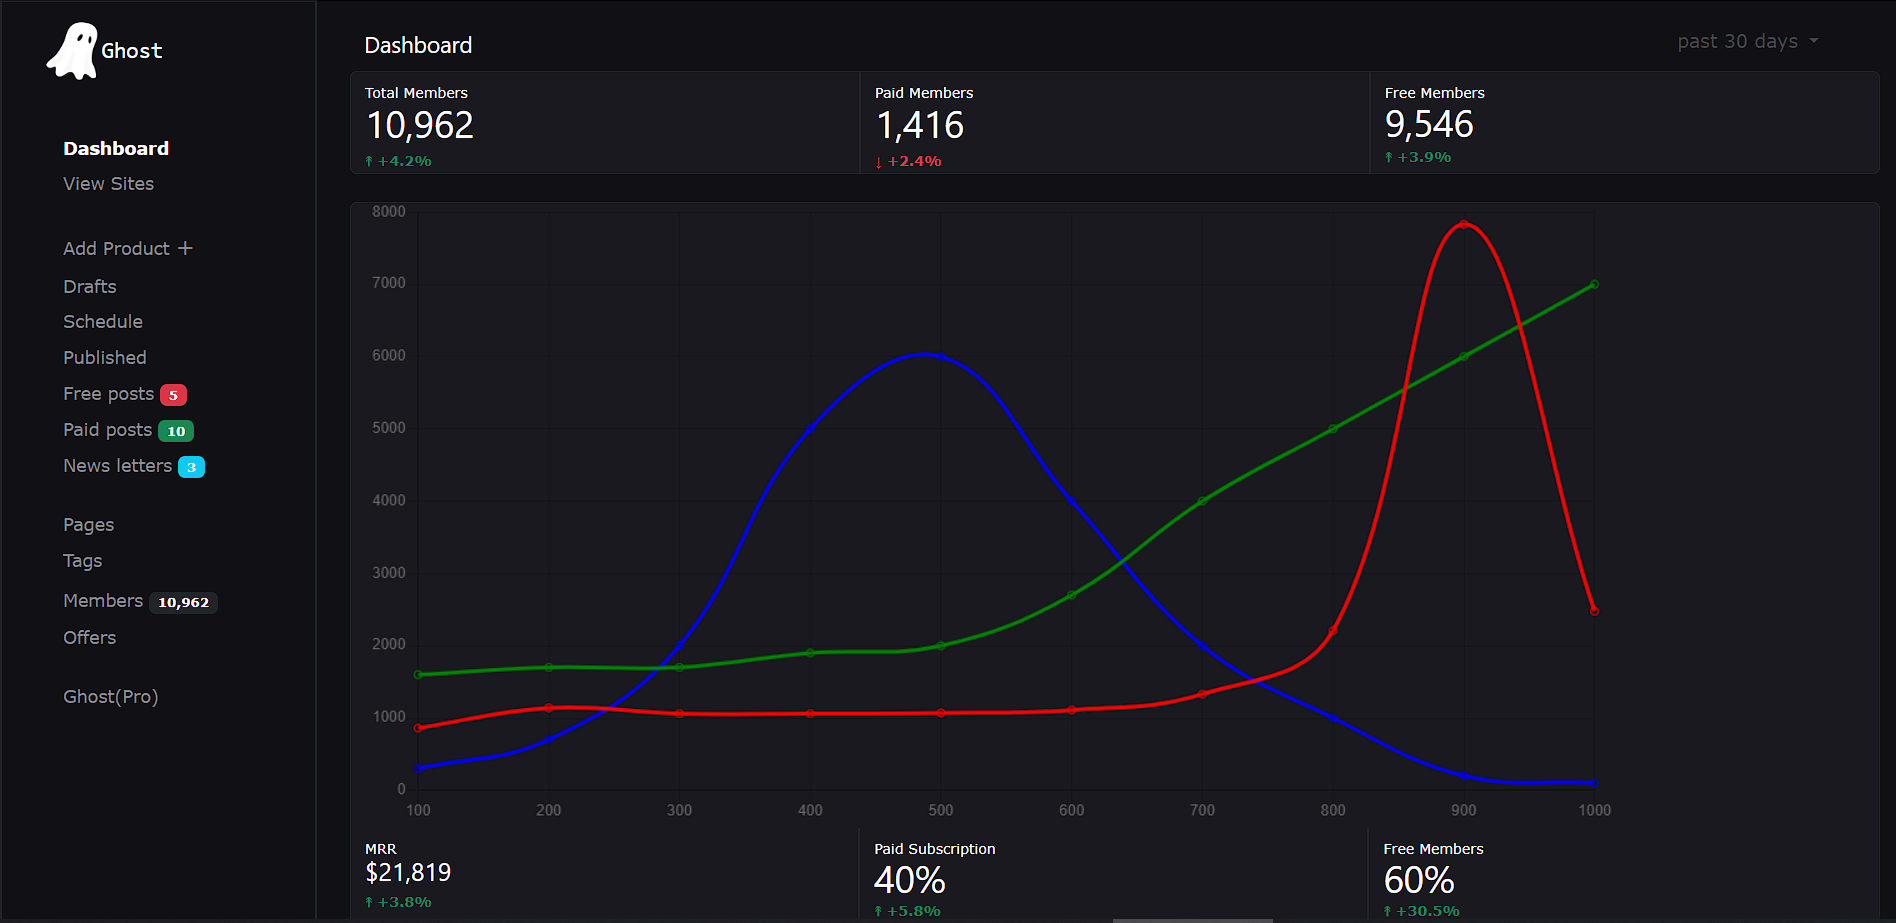 Ghost
Dashboard
View Sites
Add Product +
Drafts
Schedule
Published
Free posts 5
Paid posts 10
News letters 3
Pages
Tags
Members 10,962
Offers
Ghost(Pro)
Dashboard
past 30 days
Total Members
10,962
↑ +4.2%
Paid Members
1,416
↓ +2.4%
Free Members
9,546
↑ +3.9%
8000
7000
6000
5000
4000
3000
2000
1000
0
100 200 300 400 500 600 700 800 900 1000
MRR
$21,819
↑ +3.8%
Paid Subscription
40%
↑ +5.8%
Free Members
60%
↑ +30.5%